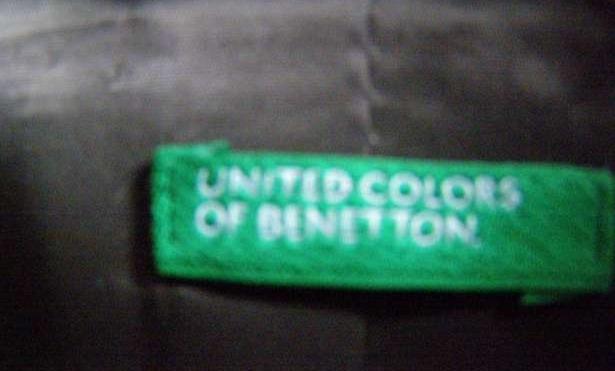 UNITED COLORS
OF BENETTON.